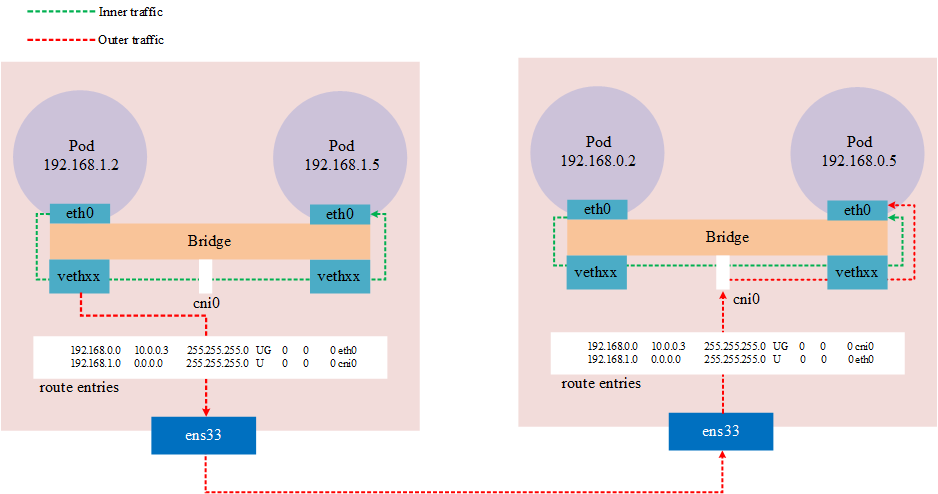 Inner traffic
Outer traffic
Pod
192.168.1.2
Pod
192.168.1.5
eth0
eth0
Bridge
vethxx
vethxx
cni0
192.168.0.0 10.0.0.3 255.255.255.0 UG 0 0 0 eth0
192.168.1.0 0.0.0.0 255.255.255.0 U 0 0 0 cni0
route entries
ens33
Pod
192.168.0.2
Pod
192.168.0.5
eth0
eth0
Bridge
vethxx
vethxx
cni0
192.168.0.0 10.0.0.3 255.255.255.0 UG 0 0 0 cni0
192.168.1.0 0.0.0.0 255.255.255.0 U 0 0 0 eth0
route entries
ens33